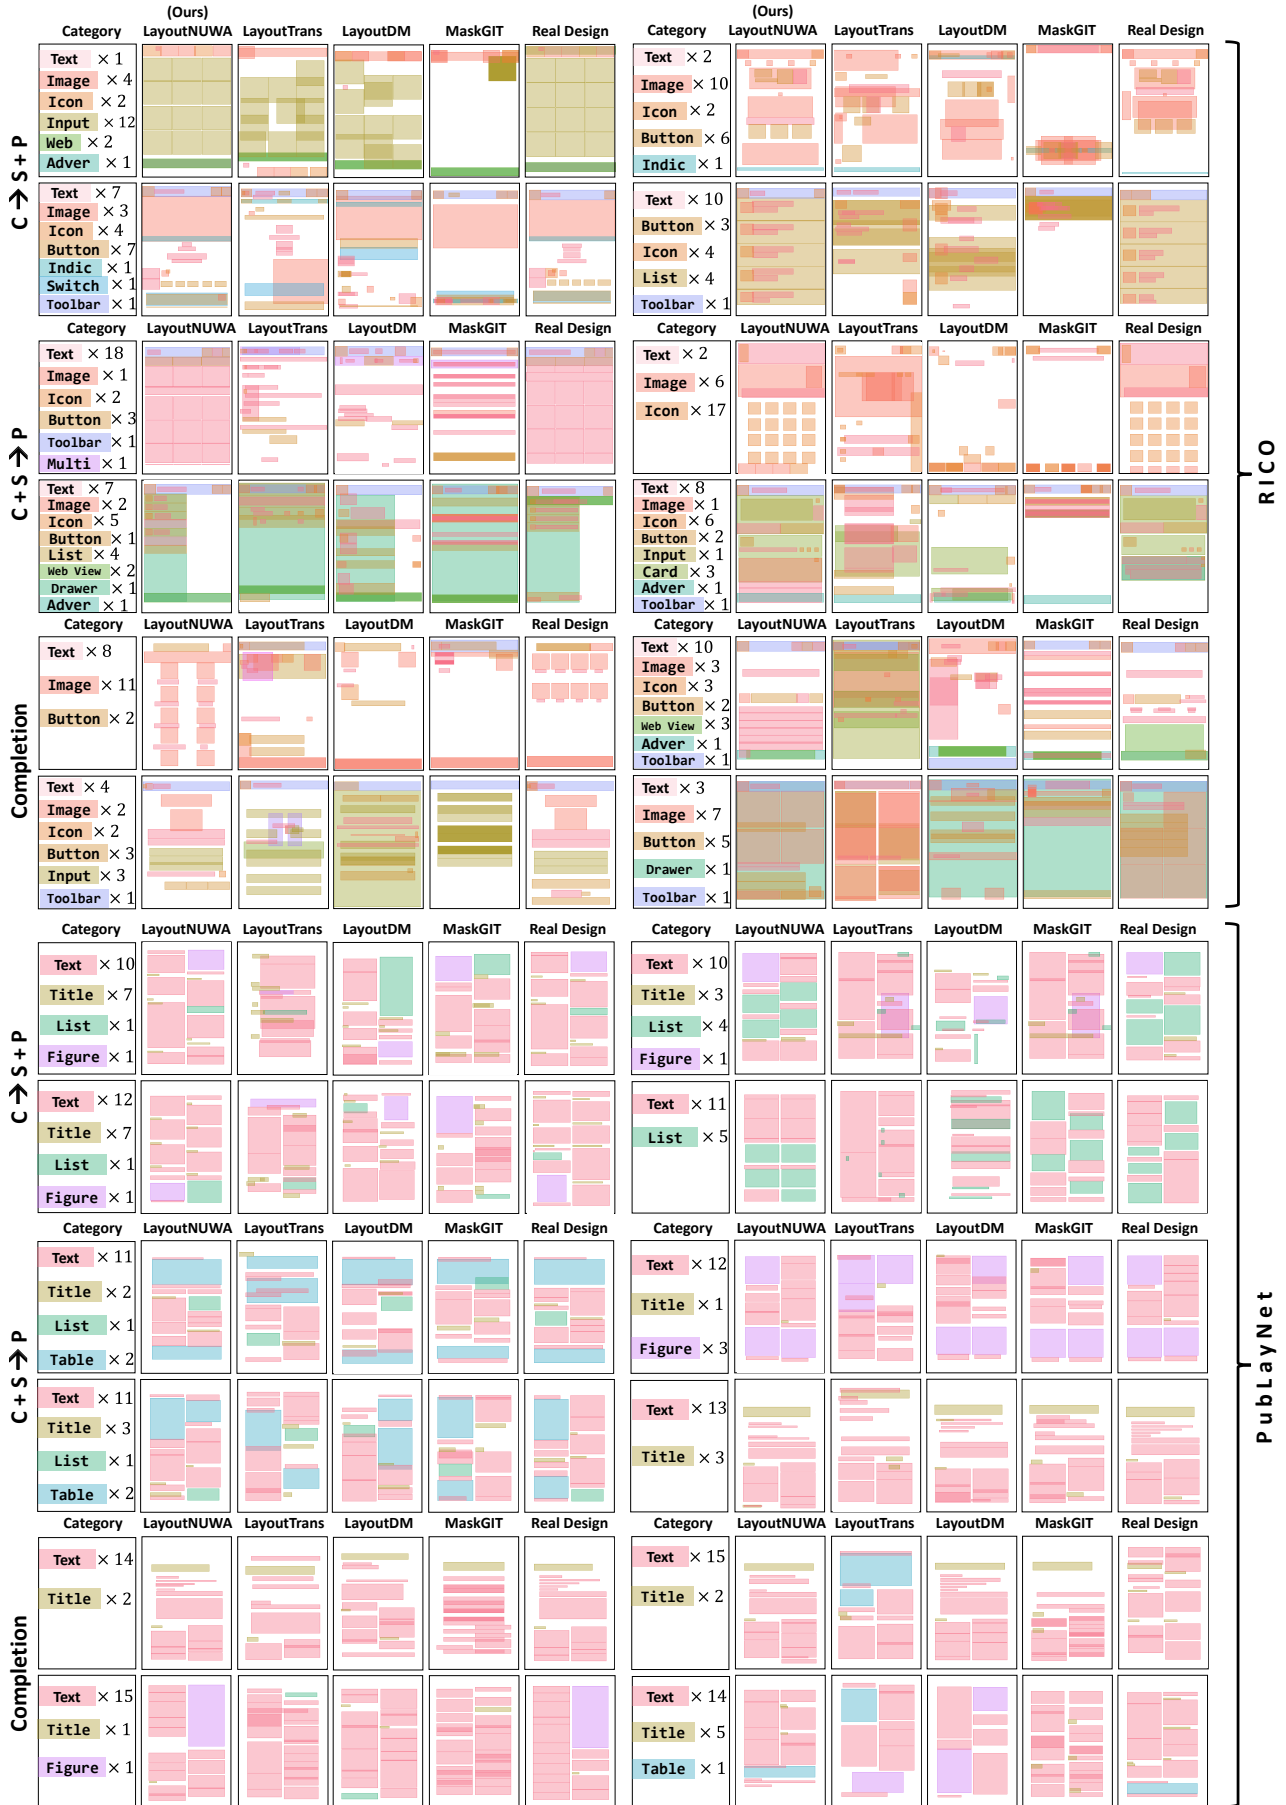 (Ours)
Category LayoutNUWA LayoutTrans LayoutDM MaskGIT Real Design
Text × 1
Image × 4
Icon × 2
Input × 12
Web × 2
Adver × 1
(Ours)
Category LayoutNUWA LayoutTrans LayoutDM MaskGIT Real Design
Text × 2
Image × 10
Icon × 2
Button × 6
Indic × 1
C → S + P
Text × 7
Image × 3
Icon × 4
Button × 7
Indic × 1
Switch × 1
Toolbar × 1
Text × 10
Button × 3
Icon × 4
List × 4
Toolbar × 1
Category LayoutNUWA LayoutTrans LayoutDM MaskGIT Real Design
Text × 18
Image × 1
Icon × 2
Button × 3
Toolbar × 1
Multi × 1
Category LayoutNUWA LayoutTrans LayoutDM MaskGIT Real Design
Text × 2
Image × 6
Icon × 17
C + S → P
Text × 7
Image × 2
Icon × 5
Button × 1
List × 4
Web View × 2
Drawer × 1
Adver × 1
Text × 8
Image × 1
Icon × 6
Button × 2
Input × 1
Card × 3
Adver × 1
Toolbar × 1
RICO
Category LayoutNUWA LayoutTrans LayoutDM MaskGIT Real Design
Text × 8
Image × 11
Button × 2
Category LayoutNUWA LayoutTrans LayoutDM MaskGIT Real Design
Text × 10
Image × 3
Icon × 3
Button × 2
Web View × 3
Adver × 1
Toolbar × 1
Completion
Text × 4
Image × 2
Icon × 2
Button × 3
Input × 3
Toolbar × 1
Text × 3
Image × 7
Button × 5
Drawer × 1
Toolbar × 1
Category LayoutNUWA LayoutTrans LayoutDM MaskGIT Real Design
Text × 10
Title × 7
List × 1
Figure × 1
Category LayoutNUWA LayoutTrans LayoutDM MaskGIT Real Design
Text × 10
Title × 3
List × 4
Figure × 1
C → S + P
Text × 12
Title × 7
List × 1
Figure × 1
Text × 11
List × 5
Category LayoutNUWA LayoutTrans LayoutDM MaskGIT Real Design
Text × 11
Title × 2
List × 1
Table × 2
Category LayoutNUWA LayoutTrans LayoutDM MaskGIT Real Design
Text × 12
Title × 1
Figure × 3
C + S → P
PubLayNet
Text × 11
Title × 3
List × 1
Table × 2
Text × 13
Title × 3
Category LayoutNUWA LayoutTrans LayoutDM MaskGIT Real Design
Text × 14
Title × 2
Category LayoutNUWA LayoutTrans LayoutDM MaskGIT Real Design
Text × 15
Title × 2
Completion
Text × 15
Title × 1
Figure × 1
Text × 14
Title × 5
Table × 1